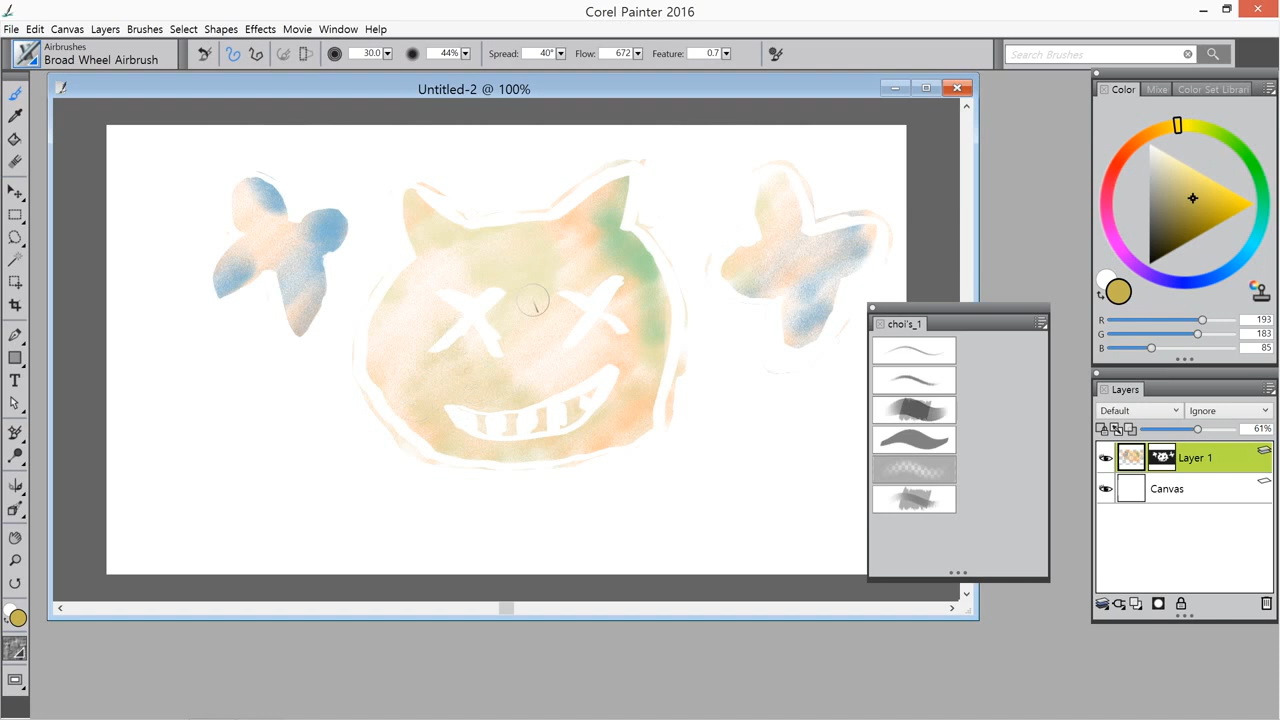 Corel Painter 2016
File Edit Canvas Layers Brushes Select Shapes Effects Movie Window Help
Airbrushes
Broad Wheel Airbrush
30.0 44% Spread: 40° Flow: 672 Feature: 0.7
Search Brushes
Untitled-2 @ 100%
Color Mixe Color Set Librari
R 193
G 183
B 85
choi's_1
Layers
Default Ignore
61%
Layer 1
Canvas
T